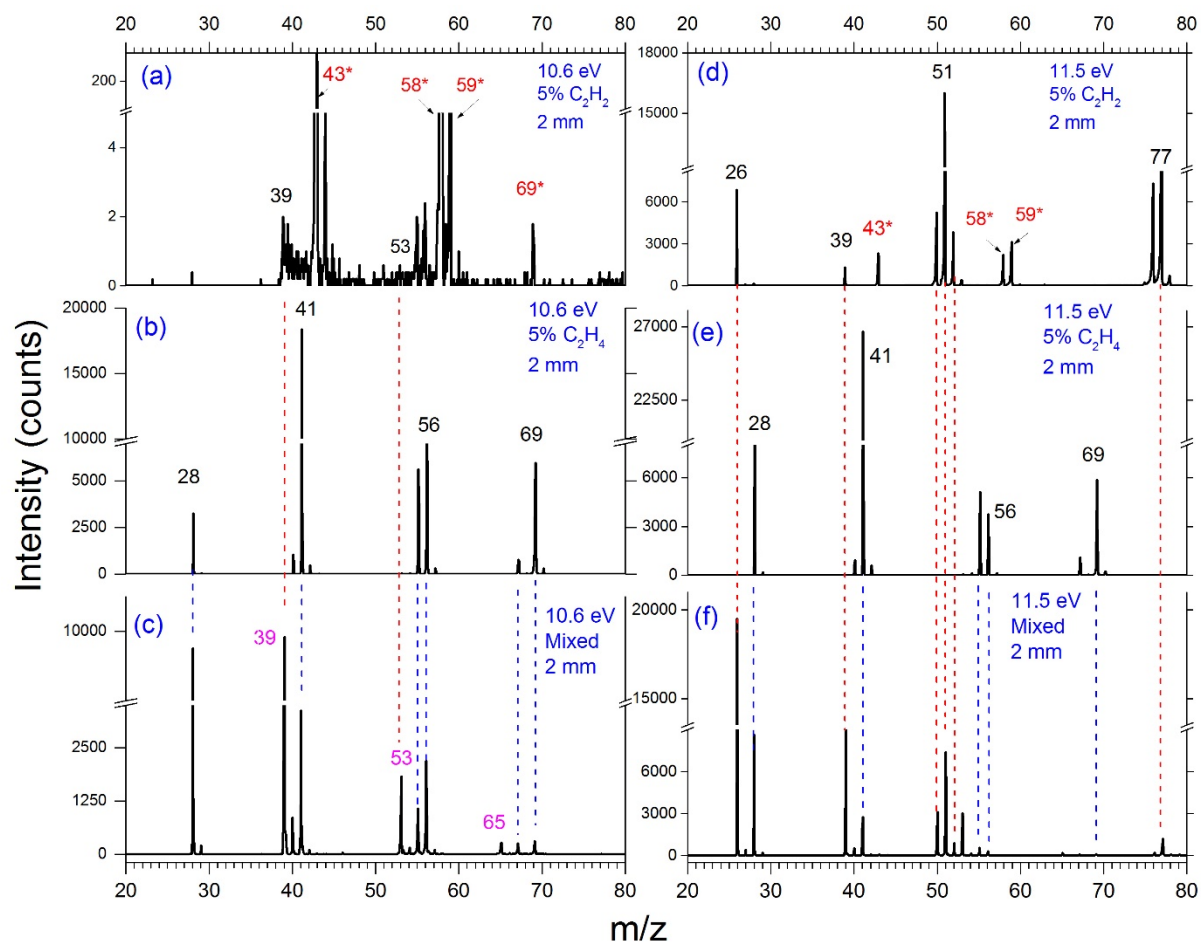 20 30 40 50 60 70 80
20 30 40 50 60 70 80
(a)
10.6 eV
5% C₂H₂
2 mm
200
4
2
0
43*
58*
59*
39
53
69*
(d)
11.5 eV
5% C₂H₂
2 mm
18000
15000
6000
3000
0
51
77
26
39
43*
58*
59*
(b)
10.6 eV
5% C₂H₄
2 mm
20000
15000
10000
5000
2500
0
41
28
56
69
(e)
11.5 eV
5% C₂H₄
2 mm
27000
22500
6000
3000
0
41
28
56
69
(c)
10.6 eV
Mixed
2 mm
10000
2500
1250
0
39
53
65
(f)
11.5 eV
Mixed
2 mm
20000
15000
6000
3000
0
20 30 40 50 60 70 80
20 30 40 50 60 70 80
Intensity (counts)
m/z